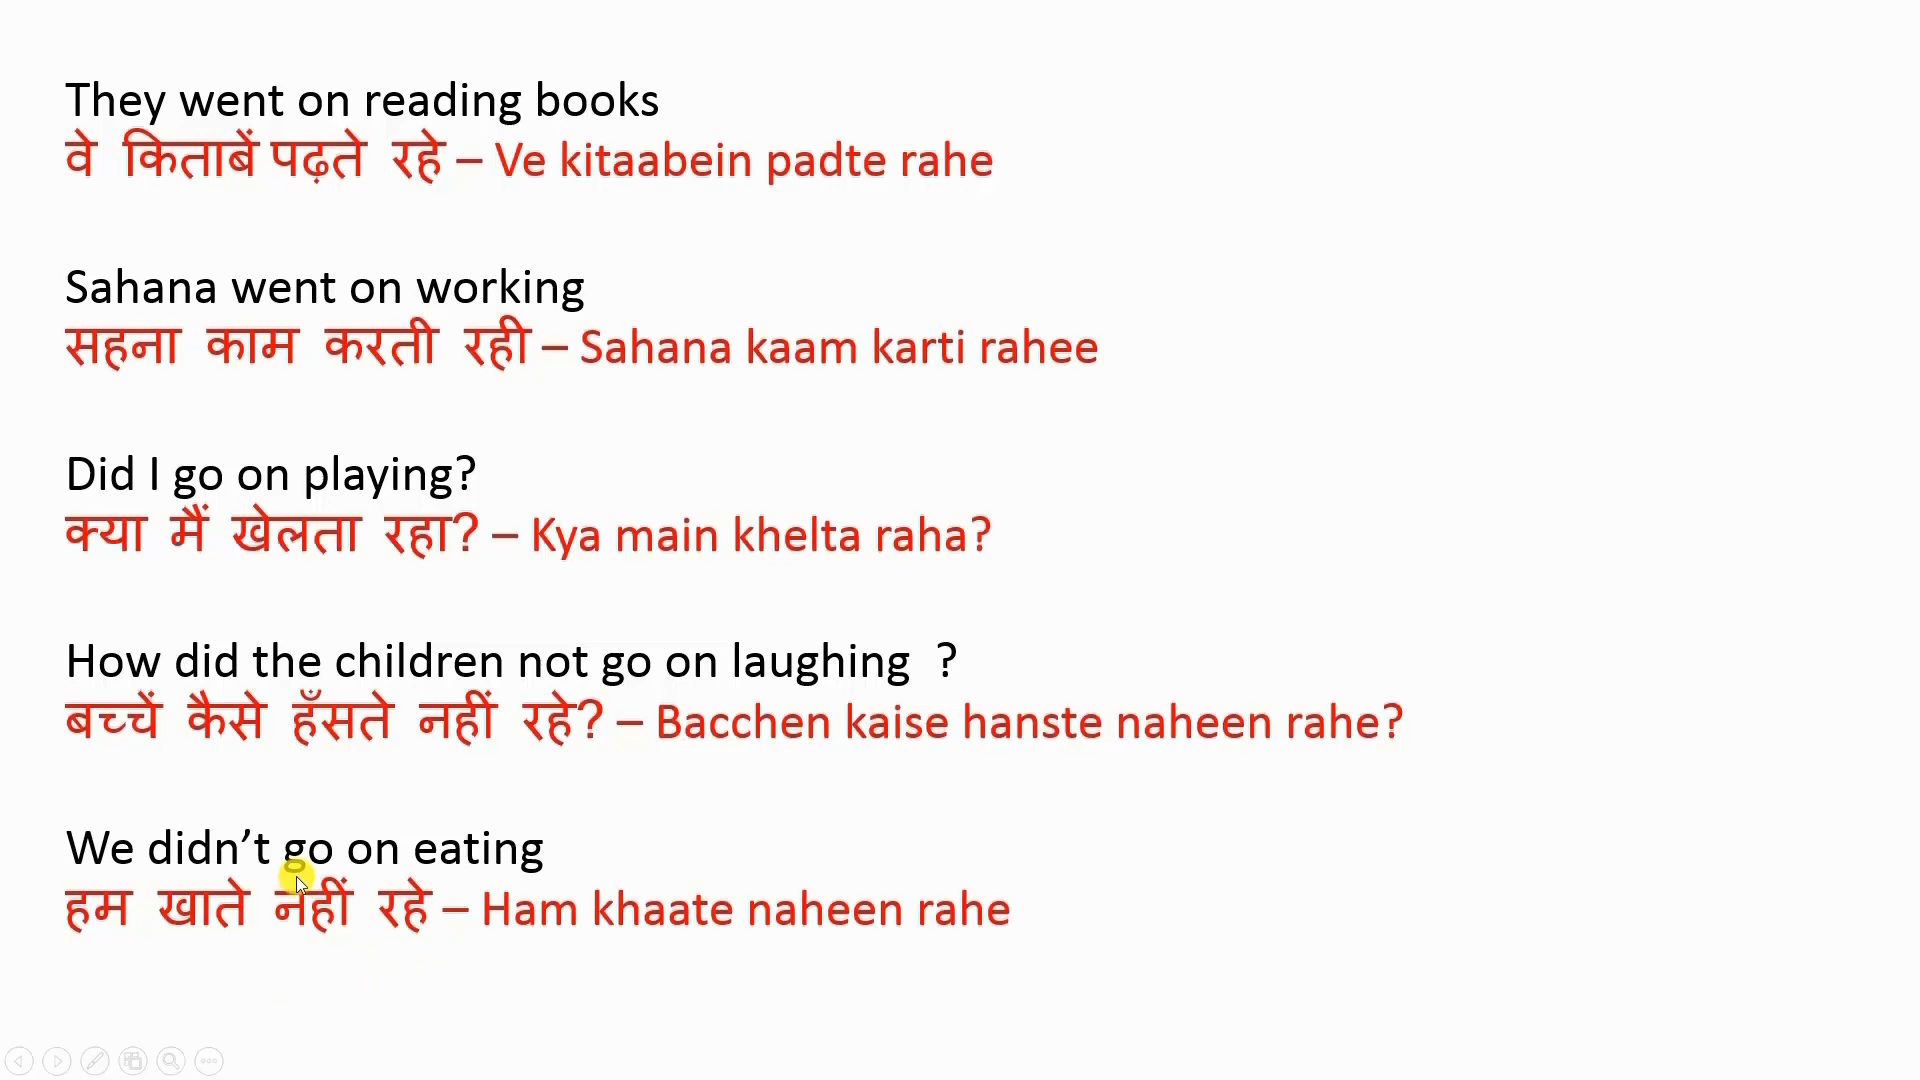 They went on reading books
वे किताबें पढ़ते रहे – Ve kitaabein padte rahe
Sahana went on working
सहना काम करती रही – Sahana kaam karti rahee
Did I go on playing?
क्या मैं खेलता रहा? – Kya main khelta raha?
How did the children not go on laughing ?
बच्चें कैसे हँसते नहीं रहे? – Bacchen kaise hanste naheen rahe?
We didn’t go on eating
हम खाते नहीं रहे – Ham khaate naheen rahe